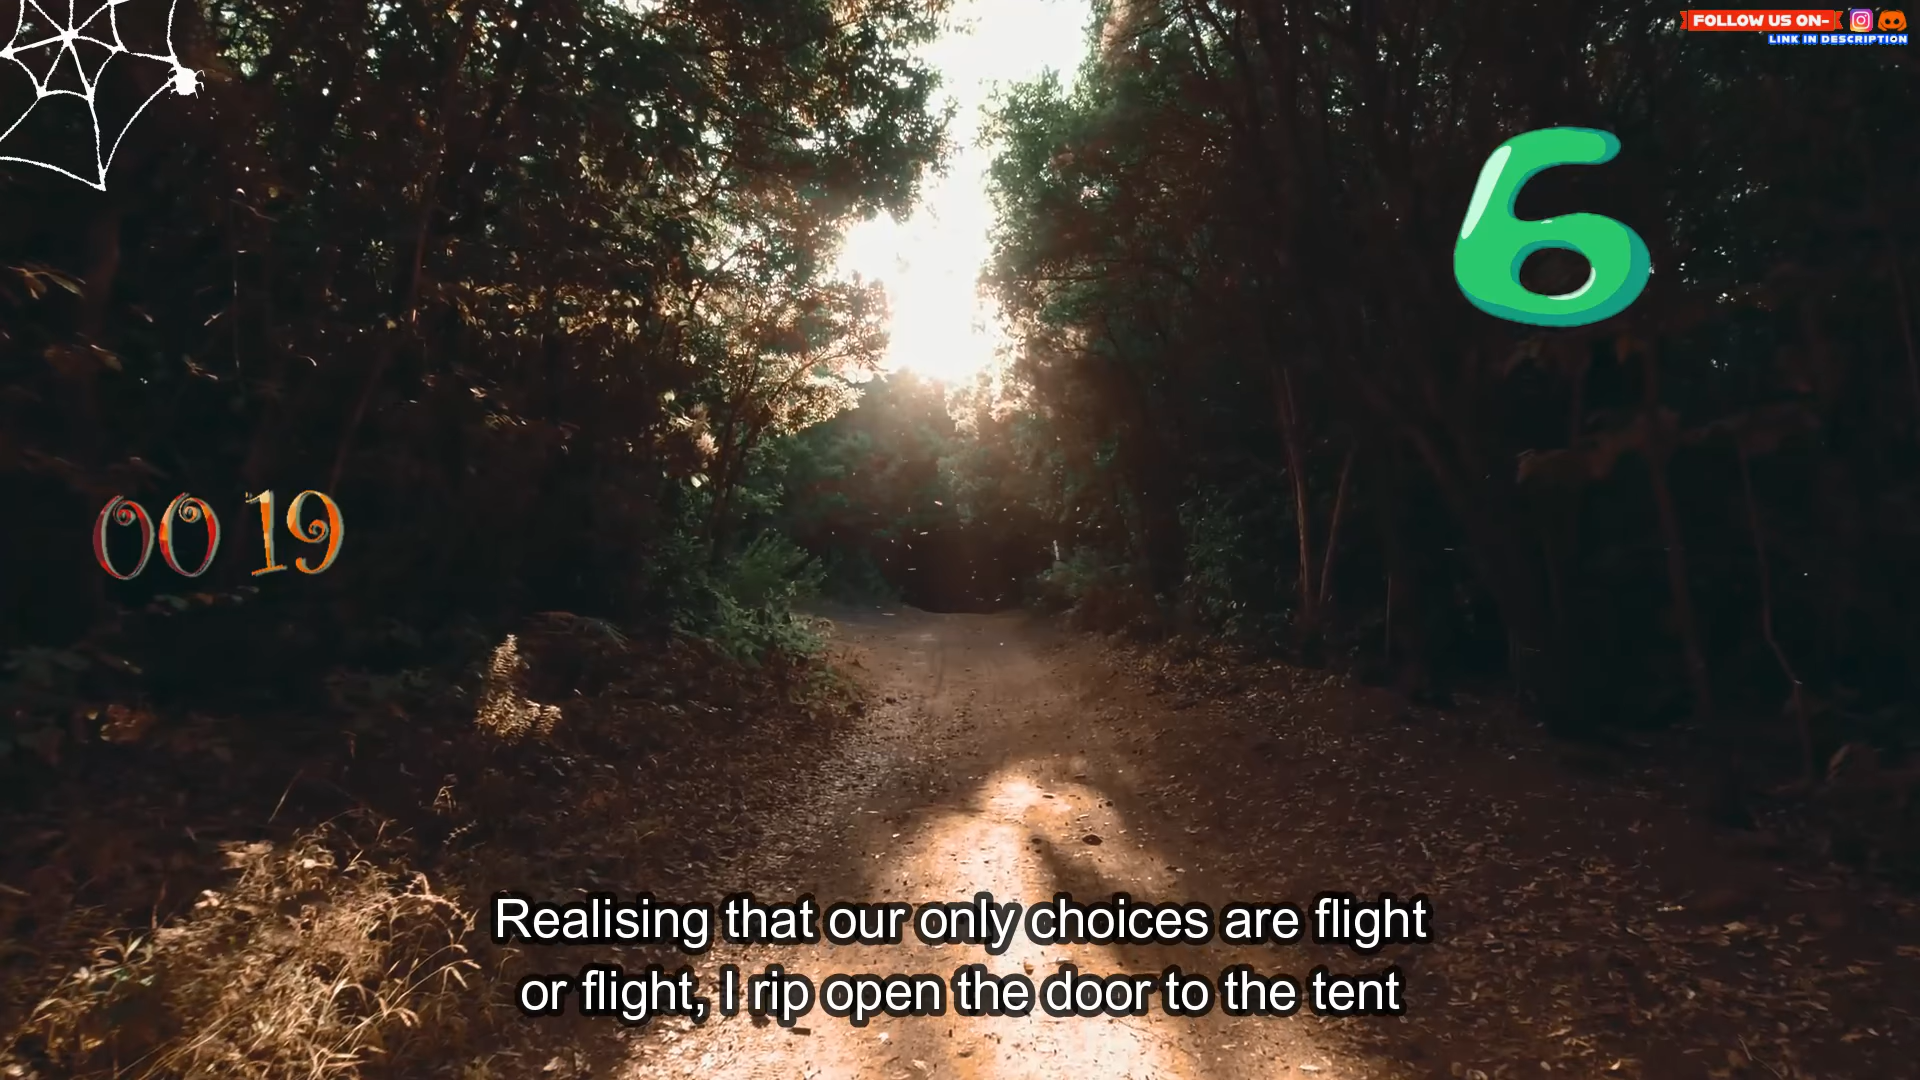 FOLLOW US ON-
LINK IN DESCRIPTION
6
00 19
Realising that our only choices are flight
or flight, I rip open the door to the tent